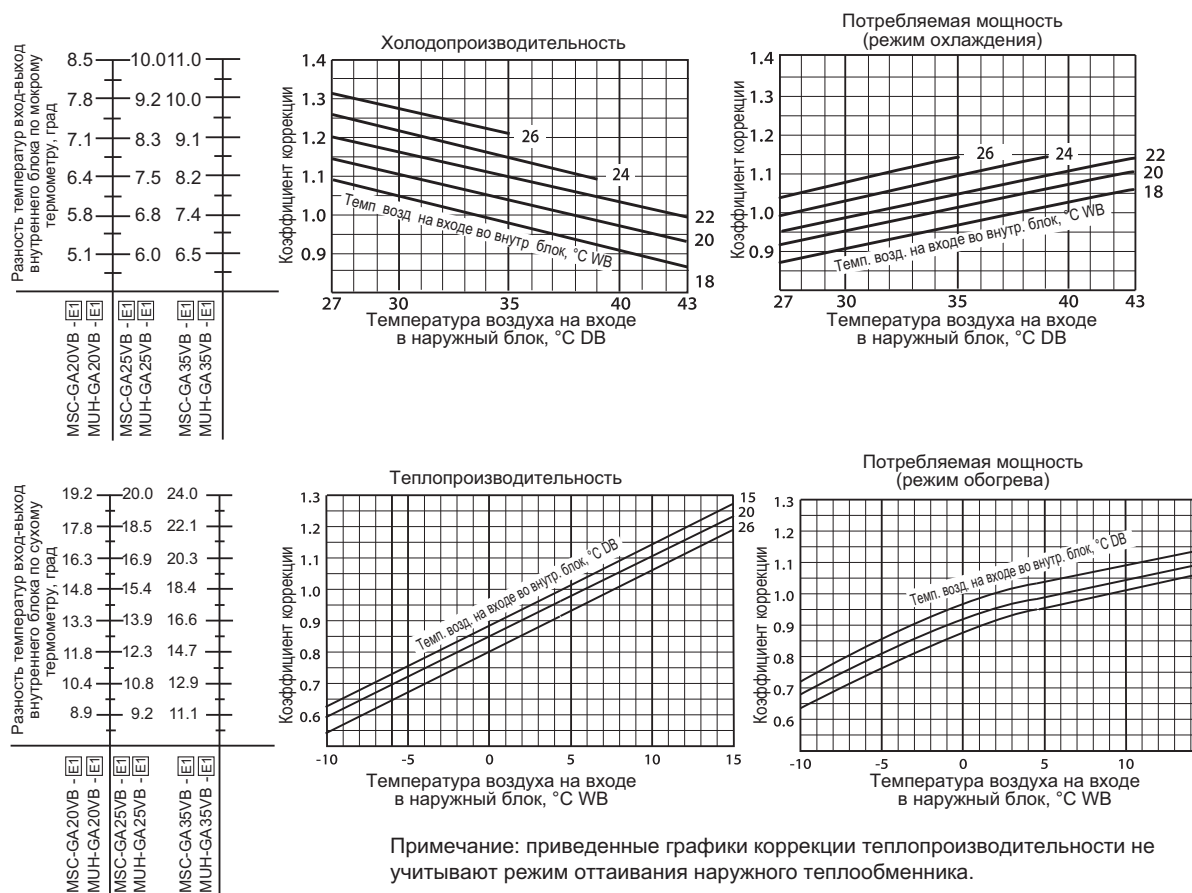 Разность температур вход-выход
внутреннего блока по мокрому
термометру, град
8.5 10.0 11.0
7.8 9.2 10.0
7.1 8.3 9.1
6.4 7.5 8.2
5.8 6.8 7.4
5.1 6.0 6.5
MSC-GA20VB - E1
MUH-GA20VB - E1
MSC-GA25VB - E1
MUH-GA25VB - E1
MSC-GA35VB - E1
MUH-GA35VB - E1
Холодопроизводительность
Коэффициент коррекции
1.4
1.3
1.2
1.1
1.0
0.9
26
24
22
20
18
Темп возд на входе во внутр блок, °C WB
27 30 35 40 43
Температура воздуха на входе
в наружный блок, °C DB
Потребляемая мощность
(режим охлаждения)
Коэффициент коррекции
1.4
1.3
1.2
1.1
1.0
0.9
26 24 22
20
18
Темп. возд. на входе во внутр. блок, °C WB
27 30 35 40 43
Температура воздуха на входе
в наружный блок, °C DB
Разность температур вход-выход
внутреннего блока по сухому
термометру, град
19.2 20.0 24.0
17.8 18.5 22.1
16.3 16.9 20.3
14.8 15.4 18.4
13.3 13.9 16.6
11.8 12.3 14.7
10.4 10.8 12.9
8.9 9.2 11.1
MSC-GA20VB - E1
MUH-GA20VB - E1
MSC-GA25VB - E1
MUH-GA25VB - E1
MSC-GA35VB - E1
MUH-GA35VB - E1
Теплопроизводительность
Коэффициент коррекции
1.3
1.2
1.1
1.0
0.9
0.8
0.7
0.6
15
20
26
Темп. возд. на входе во внутр. блок, °C DB
-10 -5 0 5 10 15
Температура воздуха на входе
в наружный блок, °C WB
Потребляемая мощность
(режим обогрева)
Коэффициент коррекции
1.3
1.2
1.1
1.0
0.9
0.8
0.7
0.6
Темп. возд. на входе во внутр. блок, °C DB
-10 -5 0 5 10
Температура воздуха на входе
в наружный блок, °C WB
Примечание: приведенные графики коррекции теплопроизводительности не
учитывают режим оттаивания наружного теплообменника.